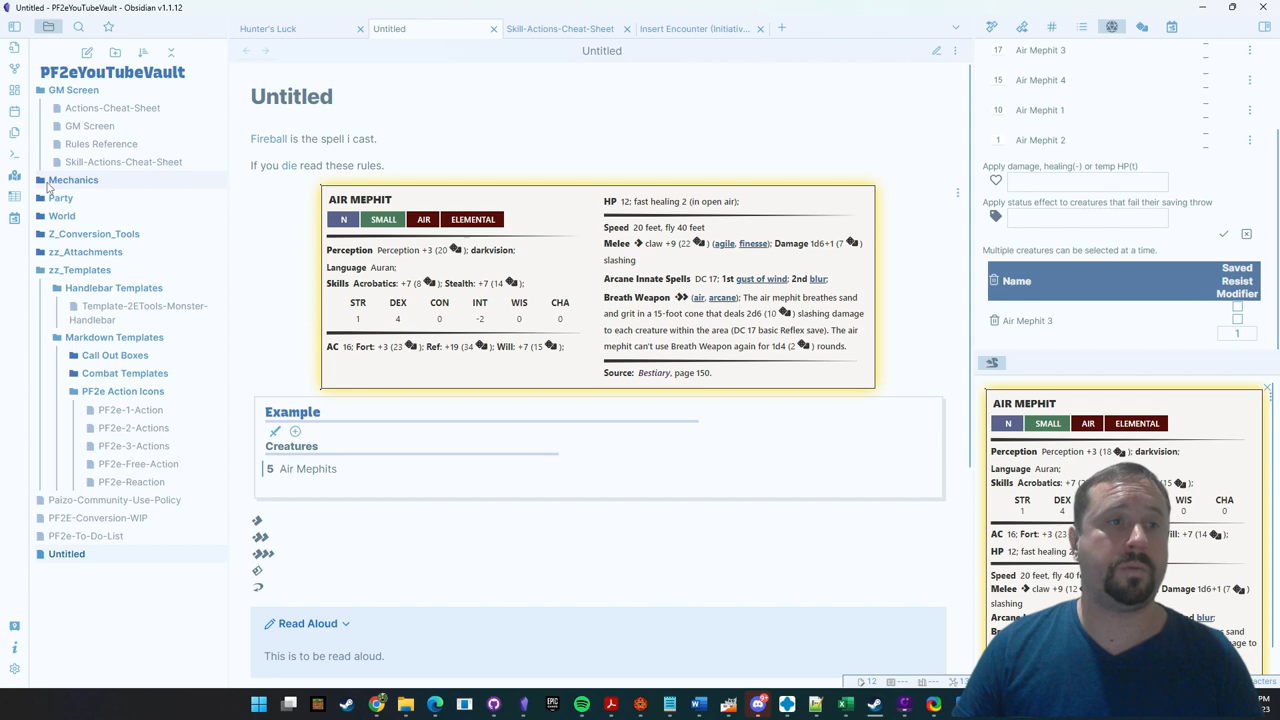 Untitled - PF2eYouTubeVault - Obsidian v1.1.12
Hunter's Luck
Untitled
Skill-Actions-Cheat-Sheet
Insert Encounter (Initiativ...
Untitled
PF2eYouTubeVault
GM Screen
Actions-Cheat-Sheet
GM Screen
Rules Reference
Skill-Actions-Cheat-Sheet
Mechanics
Party
World
Z_Conversion_Tools
zz_Attachments
zz_Templates
Handlebar Templates
Template-2ETools-Monster-
Handlebar
Markdown Templates
Call Out Boxes
Combat Templates
PF2e Action Icons
PF2e-1-Action
PF2e-2-Actions
PF2e-3-Actions
PF2e-Free-Action
PF2e-Reaction
Paizo-Community-Use-Policy
PF2E-Conversion-WIP
PF2e-To-Do-List
Untitled
Untitled
Fireball is the spell i cast.
If you die read these rules.
AIR MEPHIT
N SMALL AIR ELEMENTAL
Perception Perception +3 (20 ); darkvision;
Language Auran;
Skills Acrobatics: +7 (8 ); Stealth: +7 (14 );
STR DEX CON INT WIS CHA
1 4 0 -2 0 0
AC 16; Fort: +3 (23 ); Ref: +19 (34 ); Will: +7 (15 );
HP 12; fast healing 2 (in open air);
Speed 20 feet, fly 40 feet
Melee claw +9 (22 ) (agile, finesse); Damage 1d6+1 (7 )
slashing
Arcane Innate Spells DC 17; 1st gust of wind; 2nd blur;
Breath Weapon (air, arcane); The air mephit breathes sand
and grit in a 15-foot cone that deals 2d6 (10 ) slashing damage
to each creature within the area (DC 17 basic Reflex save). The air
mephit can't use Breath Weapon again for 1d4 (2 ) rounds.
Source: Bestiary, page 150.
Example
Creatures
5 Air Mephits
Read Aloud
This is to be read aloud.
17 Air Mephit 3
15 Air Mephit 4
10 Air Mephit 1
1 Air Mephit 2
Apply damage, healing(-) or temp HP(t)
Apply status effect to creatures that fail their saving throw
Multiple creatures can be selected at a time.
Name Saved
Resist
Modifier
Air Mephit 3
1
AIR MEPHIT
N SMALL AIR ELEMENTAL
Perception Perception +3 (18 ); darkvision;
Language Auran;
Skills Acrobatics: +7 15 );
STR DEX WIS CHA
1 4 0 0
AC 16; Fort: +3 (23 +7 (14 );
HP 12; fast healing 2
Speed 20 feet, fly 40 fe
Melee claw +9 (12 Damage 1d6+1 (7 )
slashing
blur;
sand
age to
12